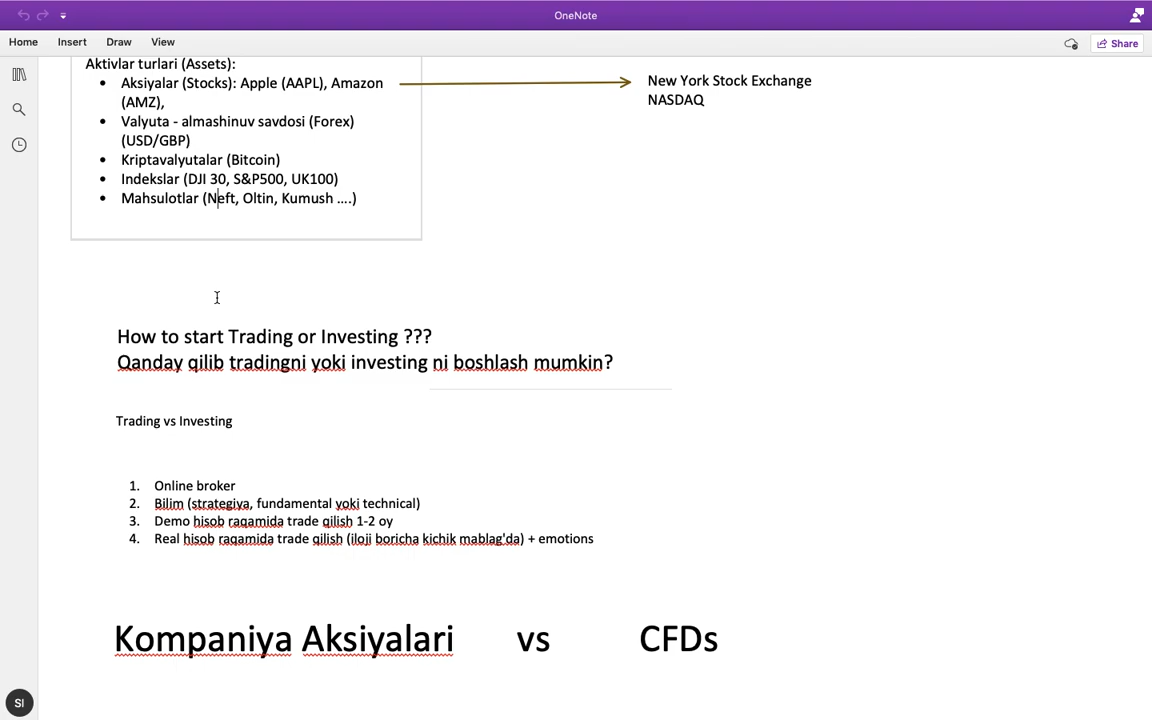 OneNote
Home Insert Draw View Share
Aktivlar turlari (Assets):
• Aksiyalar (Stocks): Apple (AAPL), Amazon
(AMZ),
New York Stock Exchange
NASDAQ
• Valyuta - almashinuv savdosi (Forex)
(USD/GBP)
• Kriptavalyutalar (Bitcoin)
• Indekslar (DJI 30, S&P500, UK100)
• Mahsulotlar (Neft, Oltin, Kumush ....)
How to start Trading or Investing ???
Qanday qilib tradingni yoki investing ni boshlash mumkin?
Trading vs Investing
1. Online broker
2. Bilim (strategiya, fundamental yoki technical)
3. Demo hisob raqamida trade qilish 1-2 oy
4. Real hisob raqamida trade qilish (iloji boricha kichik mablag'da) + emotions
Kompaniya Aksiyalari vs CFDs
SI